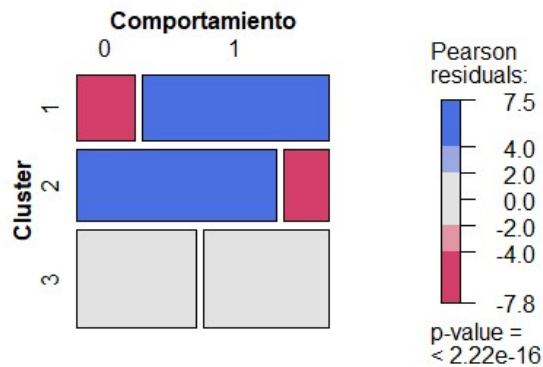 Comportamiento
0 1
Cluster
1
2
3
Pearson
residuals:
7.5
4.0
2.0
0.0
-2.0
-4.0
-7.8
p-value =
< 2.22e-16